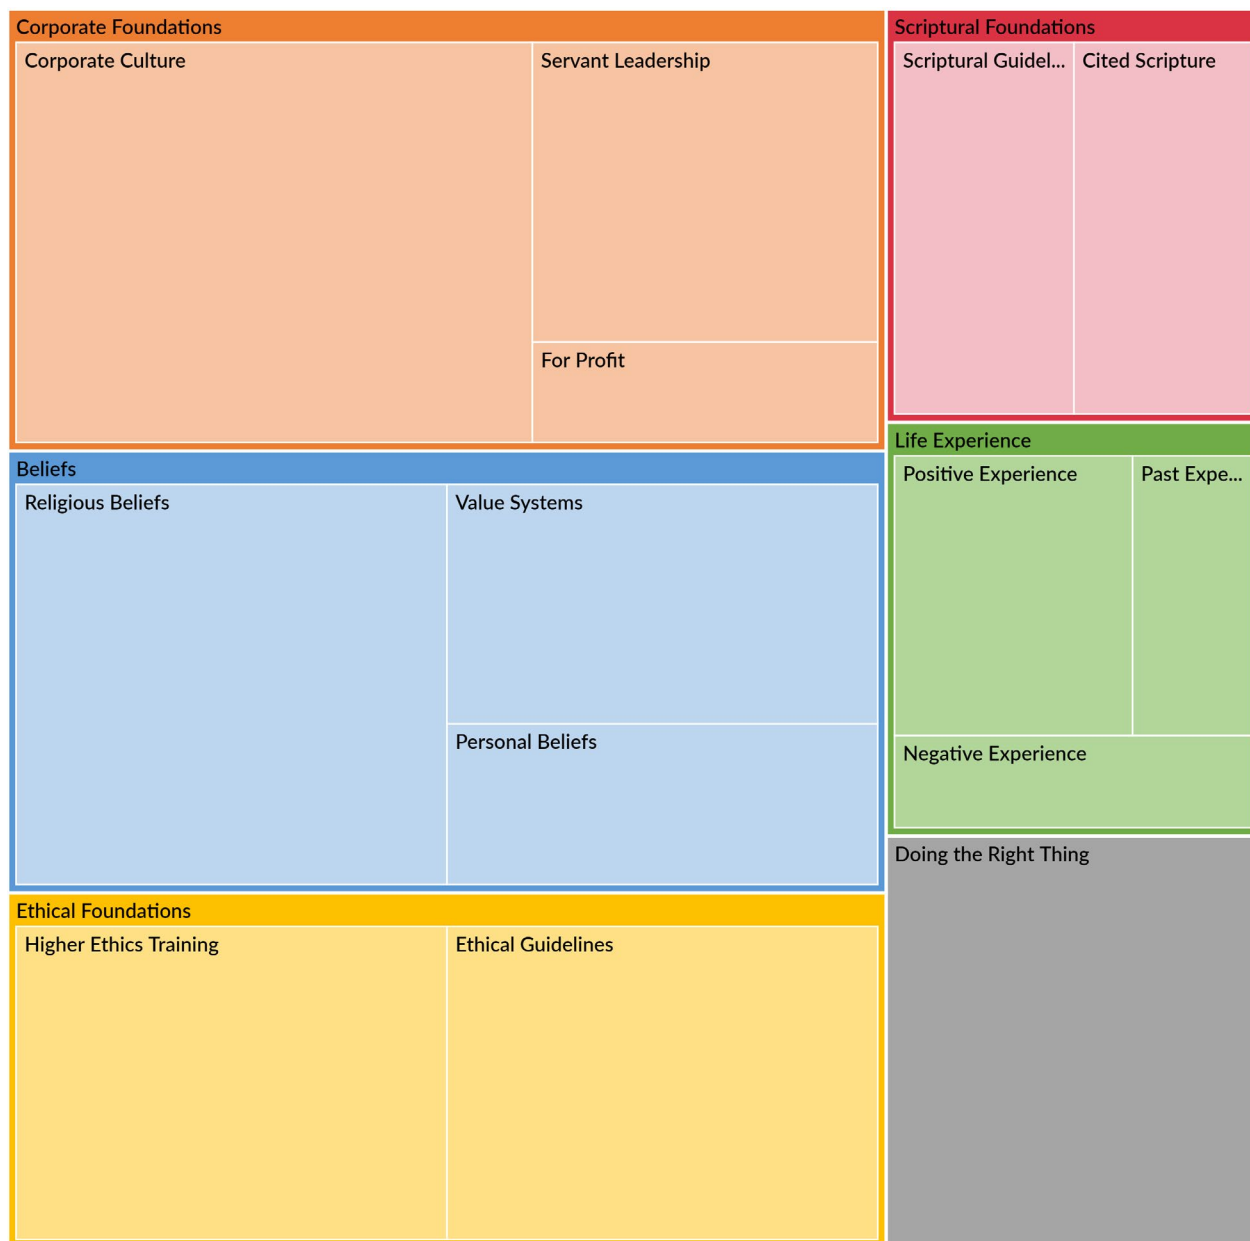 Corporate Foundations
Corporate Culture
Servant Leadership
For Profit
Beliefs
Religious Beliefs
Value Systems
Personal Beliefs
Ethical Foundations
Higher Ethics Training
Ethical Guidelines
Scriptural Foundations
Scriptural Guidel...
Cited Scripture
Life Experience
Positive Experience
Past Expe...
Negative Experience
Doing the Right Thing